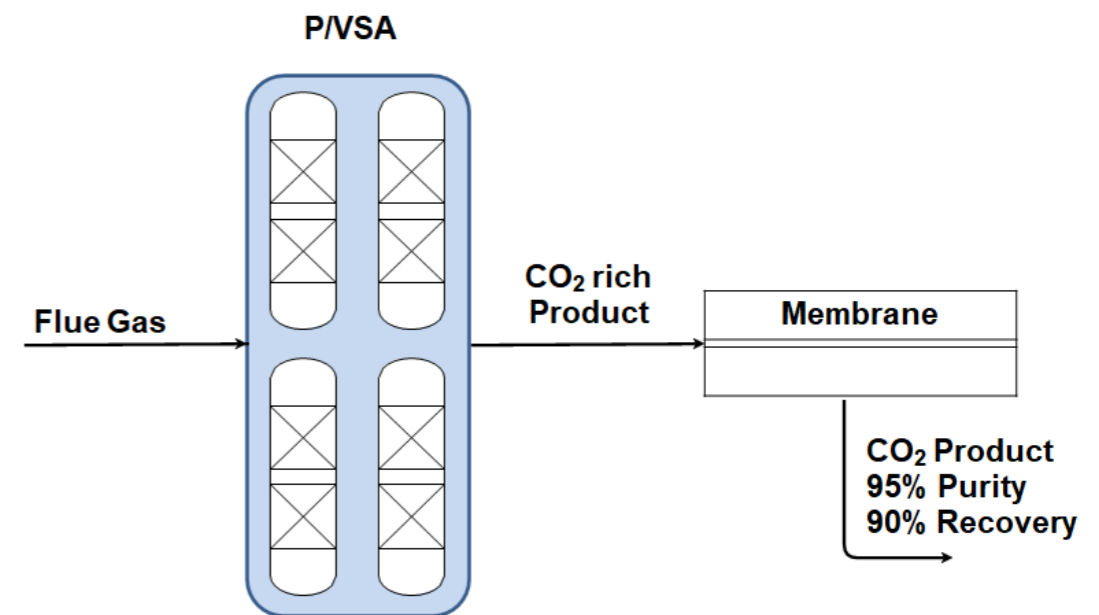 P/VSA
Flue Gas
CO₂ rich
Product
Membrane
CO₂ Product
95% Purity
90% Recovery